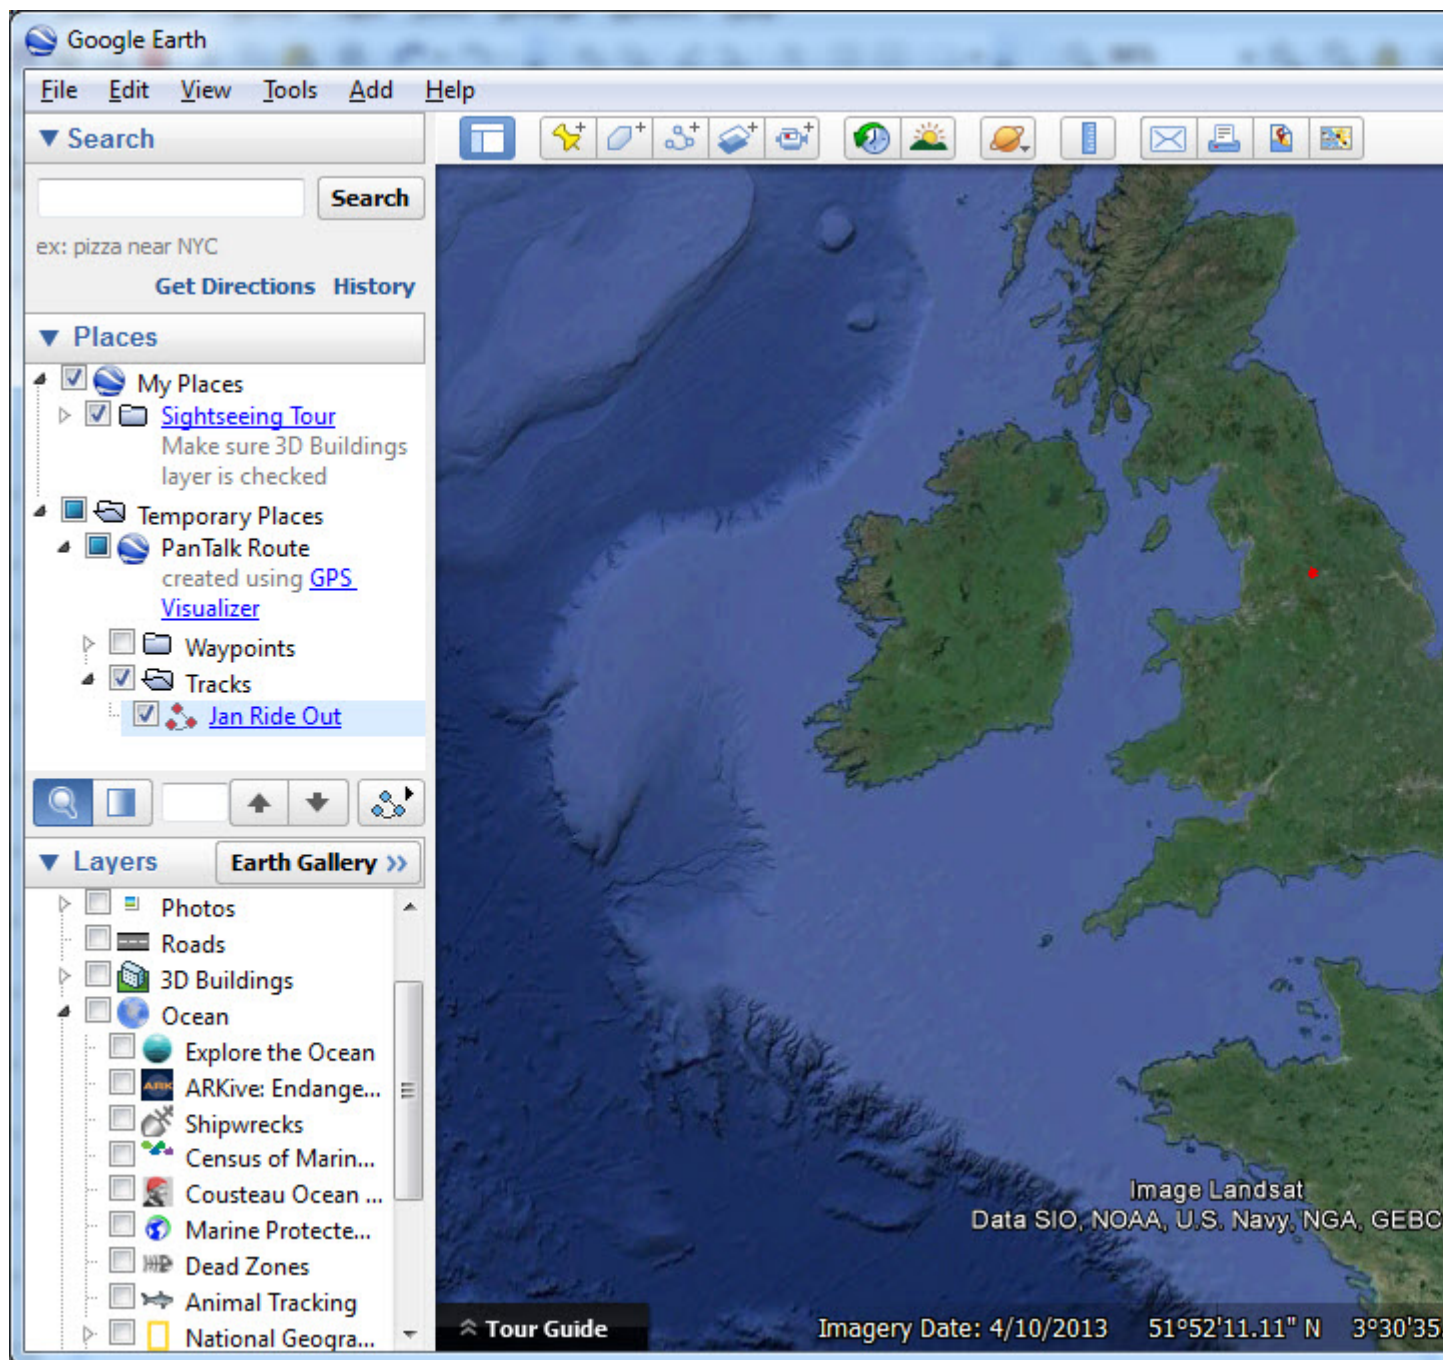 Google Earth
File Edit View Tools Add Help
Search
Search
ex: pizza near NYC
Get Directions History
Places
My Places
Sightseeing Tour
Make sure 3D Buildings
layer is checked
Temporary Places
PanTalk Route
created using GPS
Visualizer
Waypoints
Tracks
Jan Ride Out
Layers
Earth Gallery »
Photos
Roads
3D Buildings
Ocean
Explore the Ocean
ARK ARKive: Endange...
Shipwrecks
Census of Marin...
Cousteau Ocean ...
Marine Protecte...
Dead Zones
Animal Tracking
National Geogra...
Image Landsat
Data SIO, NOAA, U.S. Navy, NGA, GEBC
Tour Guide
Imagery Date: 4/10/2013 51°52'11.11" N 3°30'35